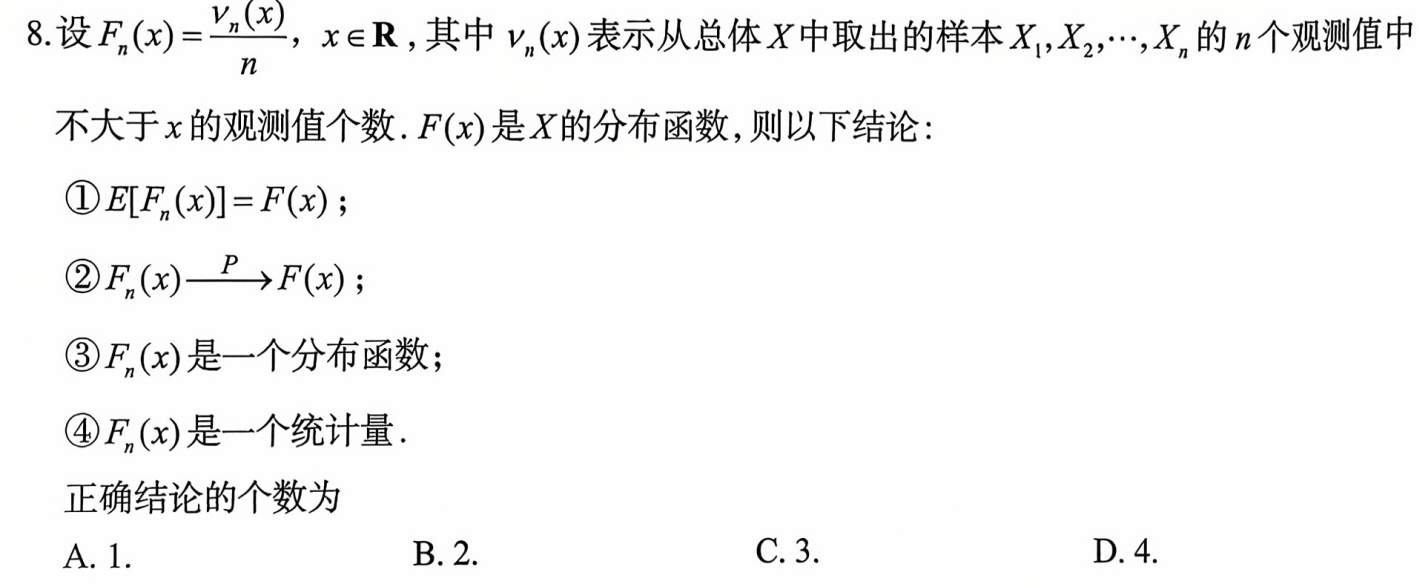 8.设 $F_n(x)=\frac{\nu_n(x)}{n}$，$x\in\mathbf{R}$，其中 $\nu_n(x)$ 表示从总体 $X$ 中取出的样本 $X_1,X_2,\cdots,X_n$ 的 $n$ 个观测值中
不大于 $x$ 的观测值个数. $F(x)$ 是 $X$ 的分布函数, 则以下结论:
① $E[F_n(x)]=F(x)$；
② $F_n(x)\xrightarrow{P}F(x)$；
③ $F_n(x)$ 是一个分布函数；
④ $F_n(x)$ 是一个统计量.
正确结论的个数为
A. 1. B. 2. C. 3. D. 4.